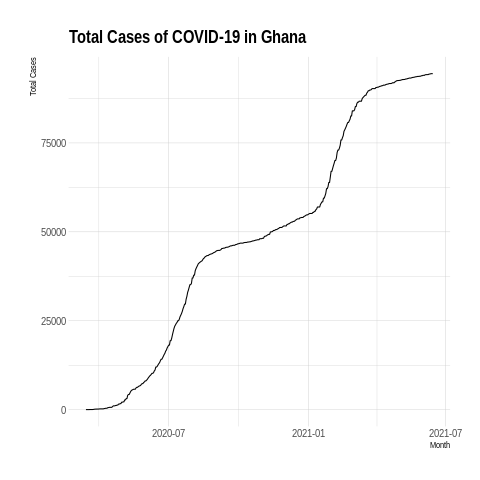 Total Cases of COVID-19 in Ghana
Total Cases
75000
50000
25000
0
2020-07
2021-01
2021-07
Month